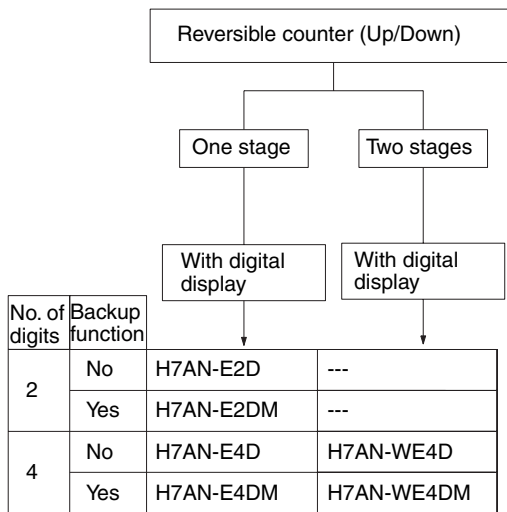 Reversible counter (Up/Down)
One stage
Two stages
With digital
display
With digital
display
No. of
digits
Backup
function
2
No
H7AN-E2D
---
Yes
H7AN-E2DM
---
4
No
H7AN-E4D
H7AN-WE4D
Yes
H7AN-E4DM
H7AN-WE4DM